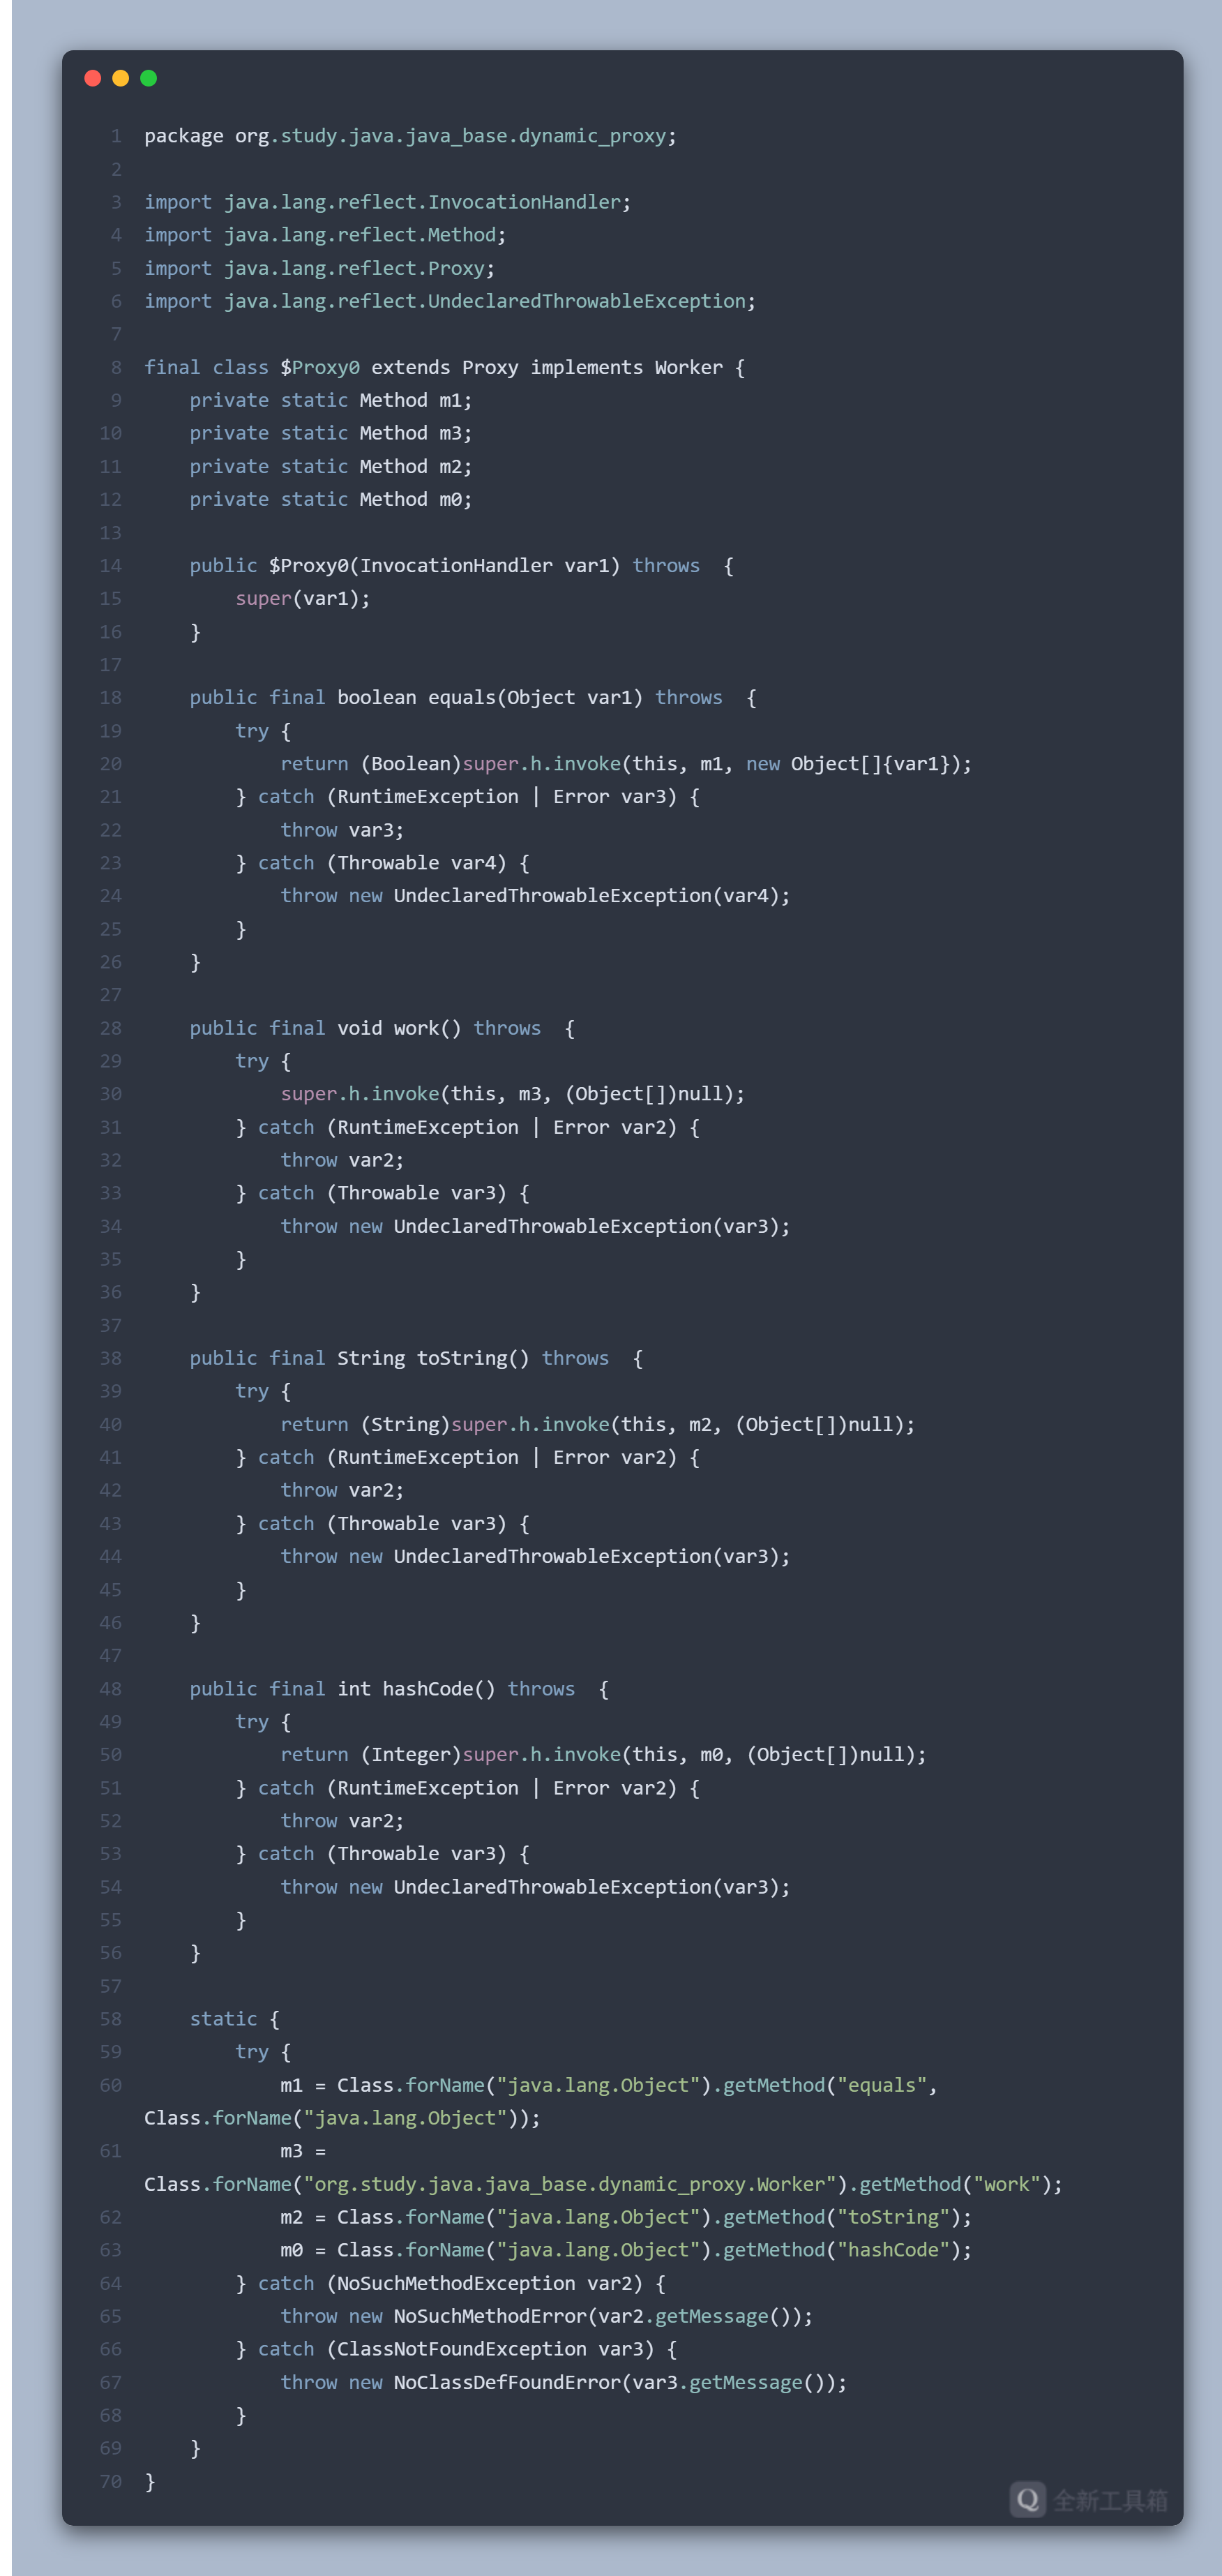 1 package org.study.java.java_base.dynamic_proxy;
2
3 import java.lang.reflect.InvocationHandler;
4 import java.lang.reflect.Method;
5 import java.lang.reflect.Proxy;
6 import java.lang.reflect.UndeclaredThrowableException;
7
8 final class $Proxy0 extends Proxy implements Worker {
9     private static Method m1;
10     private static Method m3;
11     private static Method m2;
12     private static Method m0;
13
14     public $Proxy0(InvocationHandler var1) throws  {
15         super(var1);
16     }
17
18     public final boolean equals(Object var1) throws  {
19         try {
20             return (Boolean)super.h.invoke(this, m1, new Object[]{var1});
21         } catch (RuntimeException | Error var3) {
22             throw var3;
23         } catch (Throwable var4) {
24             throw new UndeclaredThrowableException(var4);
25         }
26     }
27
28     public final void work() throws  {
29         try {
30             super.h.invoke(this, m3, (Object[])null);
31         } catch (RuntimeException | Error var2) {
32             throw var2;
33         } catch (Throwable var3) {
34             throw new UndeclaredThrowableException(var3);
35         }
36     }
37
38     public final String toString() throws  {
39         try {
40             return (String)super.h.invoke(this, m2, (Object[])null);
41         } catch (RuntimeException | Error var2) {
42             throw var2;
43         } catch (Throwable var3) {
44             throw new UndeclaredThrowableException(var3);
45         }
46     }
47
48     public final int hashCode() throws  {
49         try {
50             return (Integer)super.h.invoke(this, m0, (Object[])null);
51         } catch (RuntimeException | Error var2) {
52             throw var2;
53         } catch (Throwable var3) {
54             throw new UndeclaredThrowableException(var3);
55         }
56     }
57
58     static {
59         try {
60             m1 = Class.forName("java.lang.Object").getMethod("equals",
Class.forName("java.lang.Object"));
61             m3 =
Class.forName("org.study.java.java_base.dynamic_proxy.Worker").getMethod("work");
62             m2 = Class.forName("java.lang.Object").getMethod("toString");
63             m0 = Class.forName("java.lang.Object").getMethod("hashCode");
64         } catch (NoSuchMethodException var2) {
65             throw new NoSuchMethodError(var2.getMessage());
66         } catch (ClassNotFoundException var3) {
67             throw new NoClassDefFoundError(var3.getMessage());
68         }
69     }
70 }
Q 全新工具箱